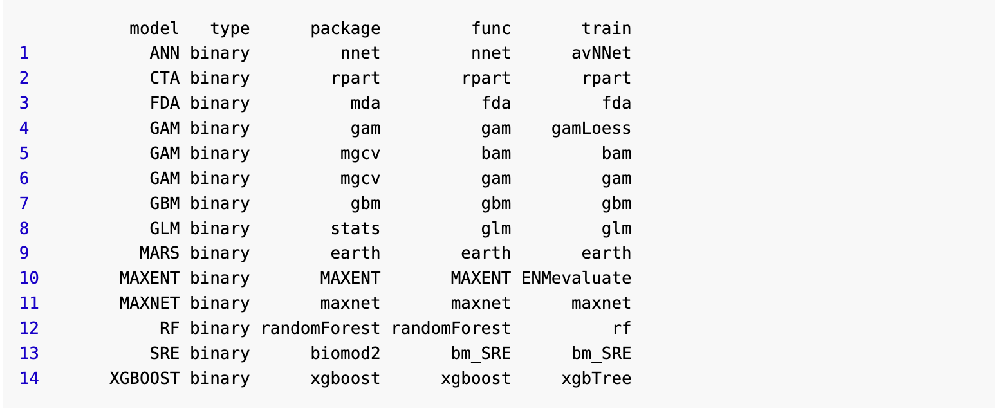 model type package func train
1 ANN binary nnet nnet avNNet
2 CTA binary rpart rpart rpart
3 FDA binary mda fda fda
4 GAM binary gam gam gamLoess
5 GAM binary mgcv bam bam
6 GAM binary mgcv gam gam
7 GBM binary gbm gbm gbm
8 GLM binary stats glm glm
9 MARS binary earth earth earth
10 MAXENT binary MAXENT MAXENT ENMevaluate
11 MAXNET binary maxnet maxnet maxnet
12 RF binary randomForest randomForest rf
13 SRE binary biomod2 bm_SRE bm_SRE
14 XGBOOST binary xgboost xgboost xgbTree